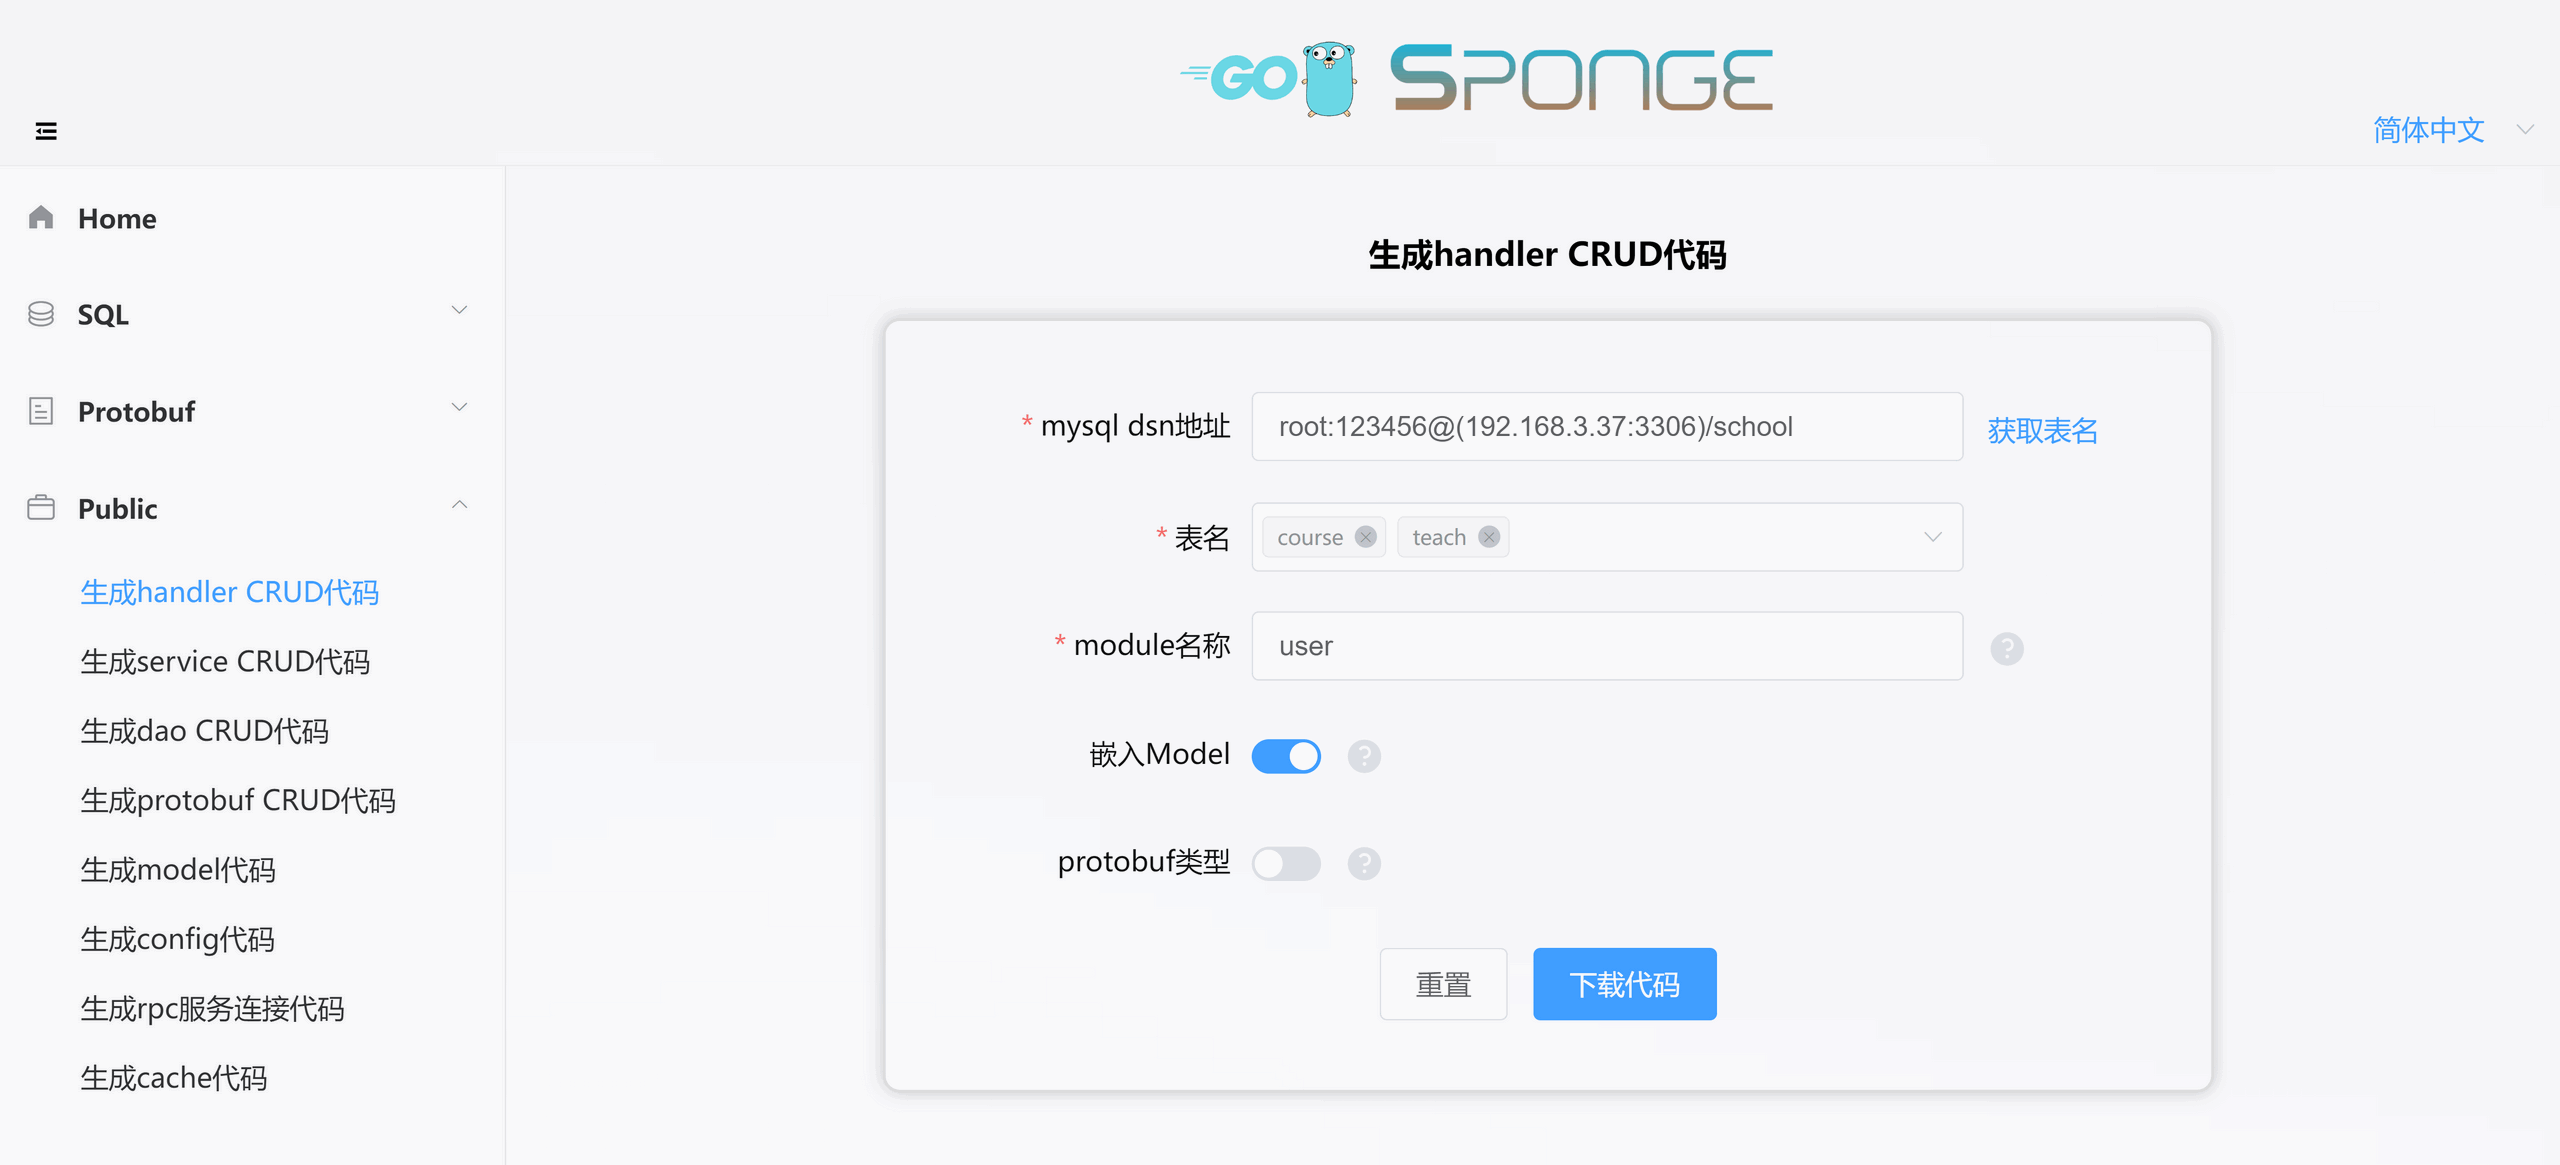 GO SPONGE
简体中文
Home
SQL
Protobuf
Public
生成handler CRUD代码
生成service CRUD代码
生成dao CRUD代码
生成protobuf CRUD代码
生成model代码
生成config代码
生成rpc服务连接代码
生成cache代码
生成handler CRUD代码
* mysql dsn地址 root:123456@(192.168.3.37:3306)/school 获取表名
* 表名 course teach
* module名称 user ?
嵌入Model ?
protobuf类型 ?
重置 下载代码